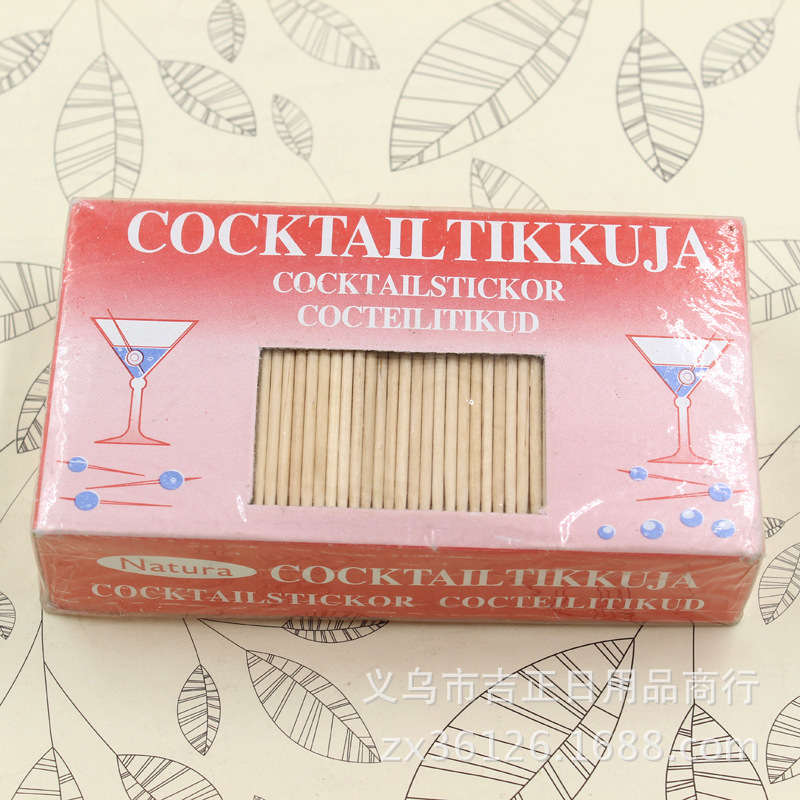 COCKTAILTIKKUJA
COCKTAILSTICKOR
COCTEILITIKUD
Natura COCKTAILTIKKUJA
COCKTAILSTICKOR COCTEILITIKUD
义乌市吉正日用品商行
zx36126.1688.com